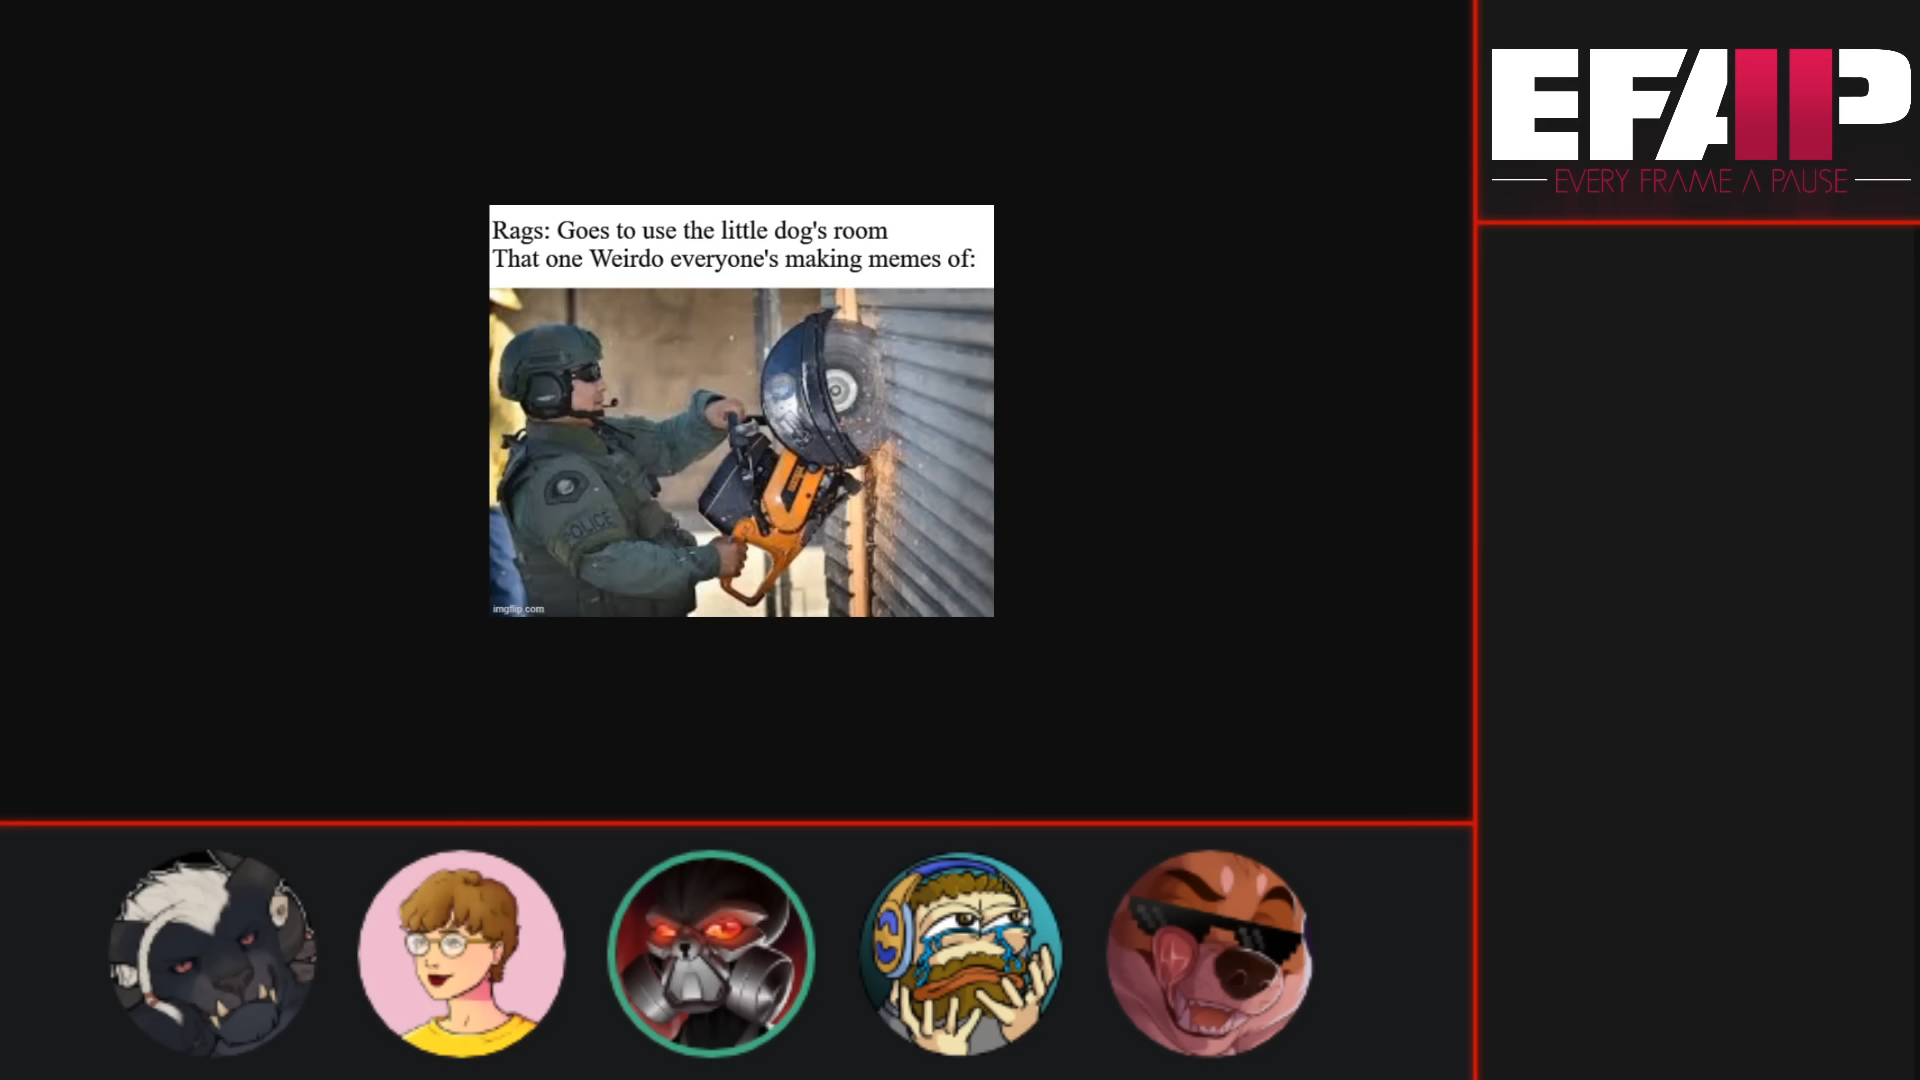 EFAP
EVERY FRAME A PAUSE
Rags: Goes to use the little dog's room
That one Weirdo everyone's making memes of:
POLICE
imgflip.com